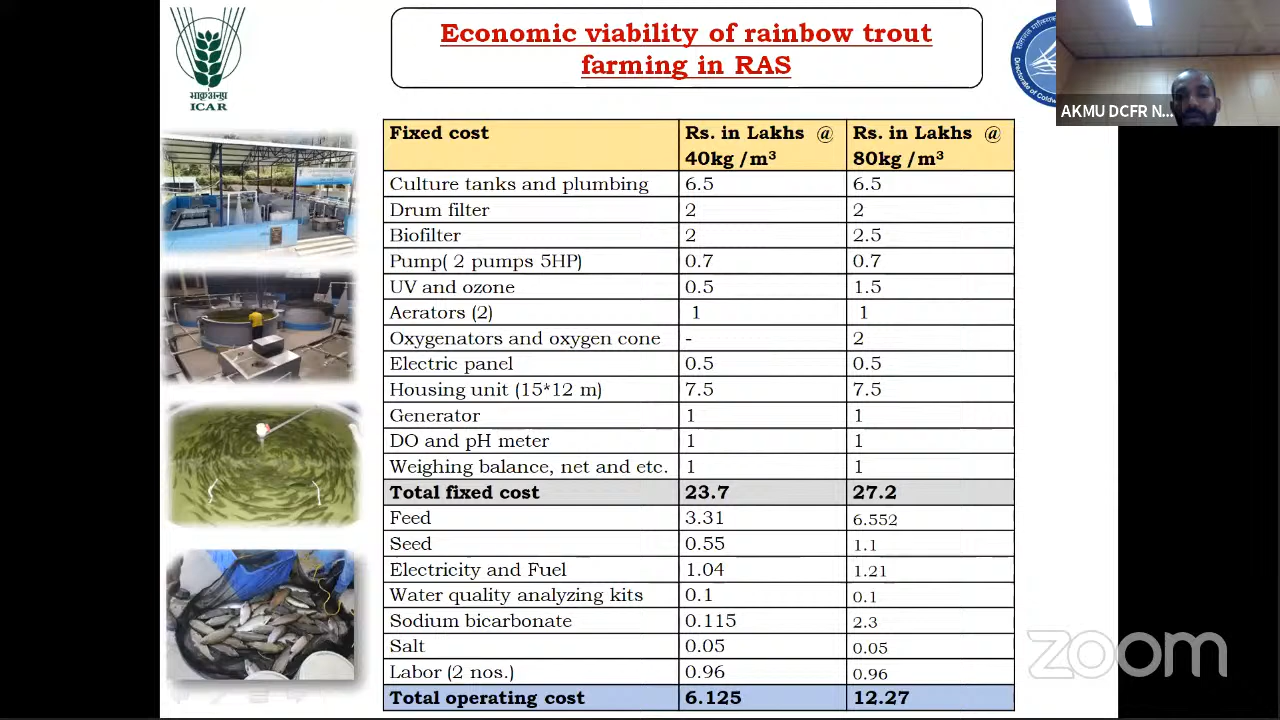 Economic viability of rainbow trout
farming in RAS
भाकृअनुप
ICAR
Directorate of Coldw
AKMU DCFR N...
Fixed cost Rs. in Lakhs @ 40kg /m³ Rs. in Lakhs @ 80kg /m³
Culture tanks and plumbing 6.5 6.5
Drum filter 2 2
Biofilter 2 2.5
Pump( 2 pumps 5HP) 0.7 0.7
UV and ozone 0.5 1.5
Aerators (2) 1 1
Oxygenators and oxygen cone - 2
Electric panel 0.5 0.5
Housing unit (15*12 m) 7.5 7.5
Generator 1 1
DO and pH meter 1 1
Weighing balance, net and etc. 1 1
Total fixed cost 23.7 27.2
Feed 3.31 6.552
Seed 0.55 1.1
Electricity and Fuel 1.04 1.21
Water quality analyzing kits 0.1 0.1
Sodium bicarbonate 0.115 2.3
Salt 0.05 0.05
Labor (2 nos.) 0.96 0.96
Total operating cost 6.125 12.27
zoom